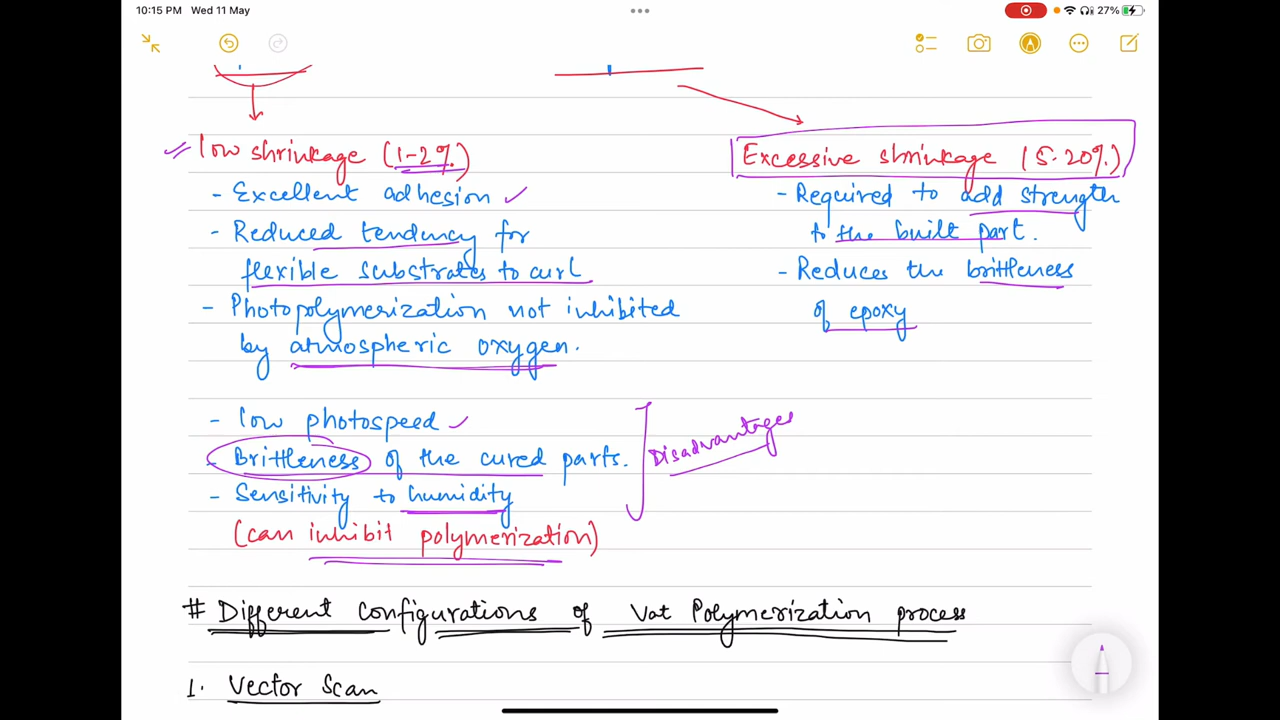 10:15 PM Wed 11 May
27%
low shrinkage (1-2%.)
- Excellent adhesion
- Reduced tendency for
flexible substrates to curl
- Photopolymerization not inhibited
by atmospheric oxygen.
- low photospeed
- Brittleness of the cured parts.
- Sensitivity to humidity
(can inhibit polymerization)
Disadvantages
Excessive shrinkage (5-20%.)
- Required to add strength
to the built part.
- Reduces the brittleness
of epoxy
# Different Configurations of Vat Polymerization process
1. Vector Scan